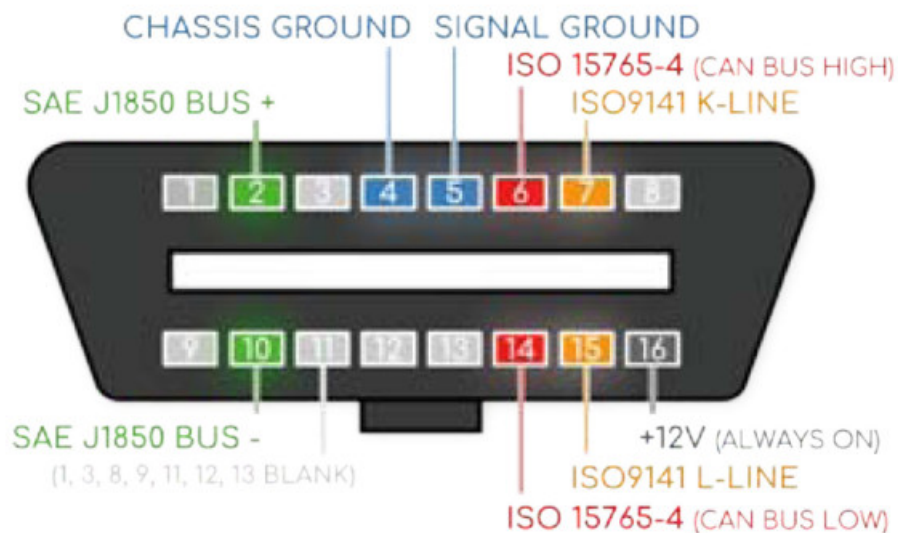 CHASSIS GROUND SIGNAL GROUND
ISO 15765-4 (CAN BUS HIGH)
SAE J1850 BUS + ISO9141 K-LINE
1 2 3 4 5 6 7 8
9 10 11 12 13 14 15 16
SAE J1850 BUS - +12V (ALWAYS ON)
(1, 3, 8, 9, 11, 12, 13 BLANK) ISO9141 L-LINE
ISO 15765-4 (CAN BUS LOW)